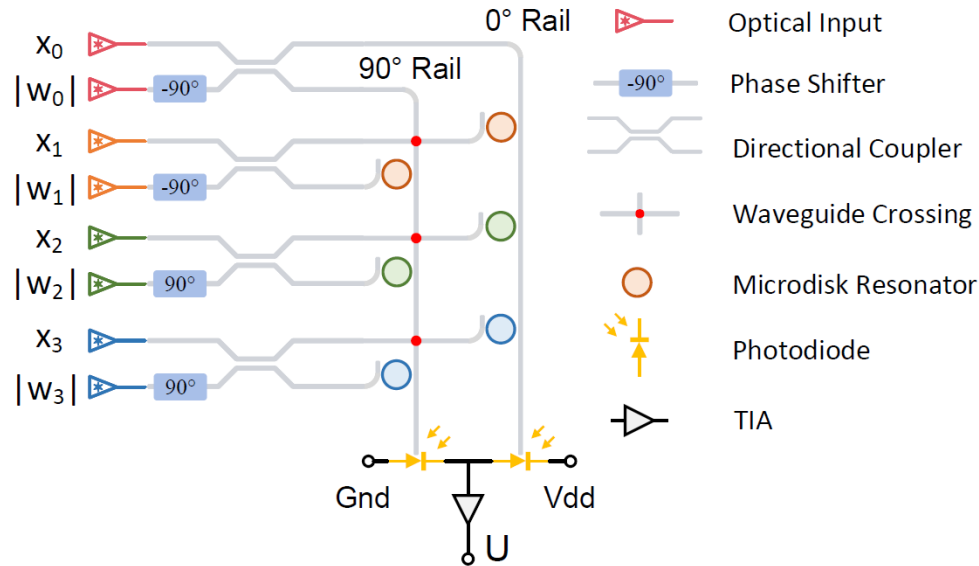 0° Rail
90° Rail
x₀
|w₀|
-90°
x₁
|w₁|
-90°
x₂
|w₂|
90°
x₃
|w₃|
90°
Gnd
Vdd
U
Optical Input
-90°
Phase Shifter
Directional Coupler
Waveguide Crossing
Microdisk Resonator
Photodiode
TIA